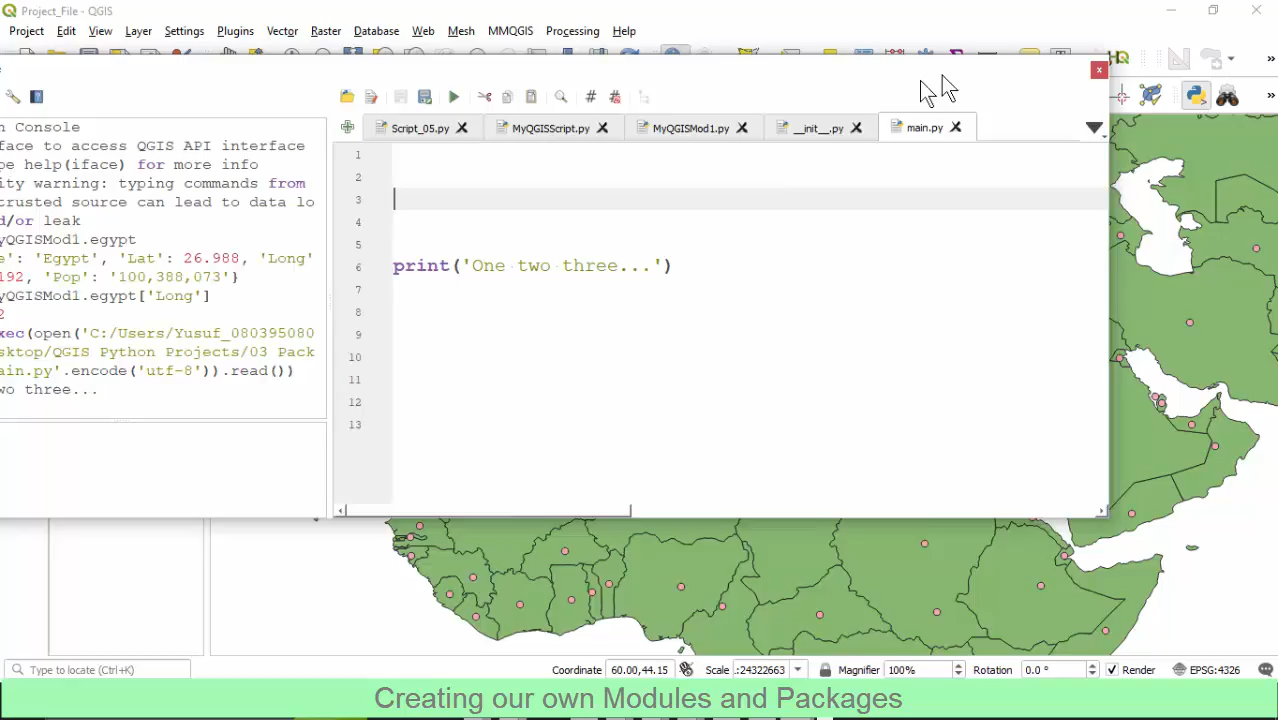 Project_File - QGIS
Project Edit View Layer Settings Plugins Vector Raster Database Web Mesh MMQGIS Processing Help
Script_05.py MyQGISScript.py MyQGISMod1.py __init__.py main.py
n Console
face to access QGIS API interface
pe help(iface) for more info
ity warning: typing commands from
trusted source can lead to data lo
d/or leak
yQGISMod1.egypt
e': 'Egypt', 'Lat': 26.988, 'Long'
192, 'Pop': '100,388,073'}
yQGISMod1.egypt['Long']
2
xec(open('C:/Users/Yusuf_080395080
sktop/QGIS Python Projects/03 Pack
ain.py'.encode('utf-8')).read())
wo three...
1
2
3
4
5
6 print('One two three...')
7
8
9
10
11
12
13
Type to locate (Ctrl+K) Coordinate 60.00,44.15 Scale :24322663 Magnifier 100% Rotation 0.0 ° Render EPSG:4326
Creating our own Modules and Packages